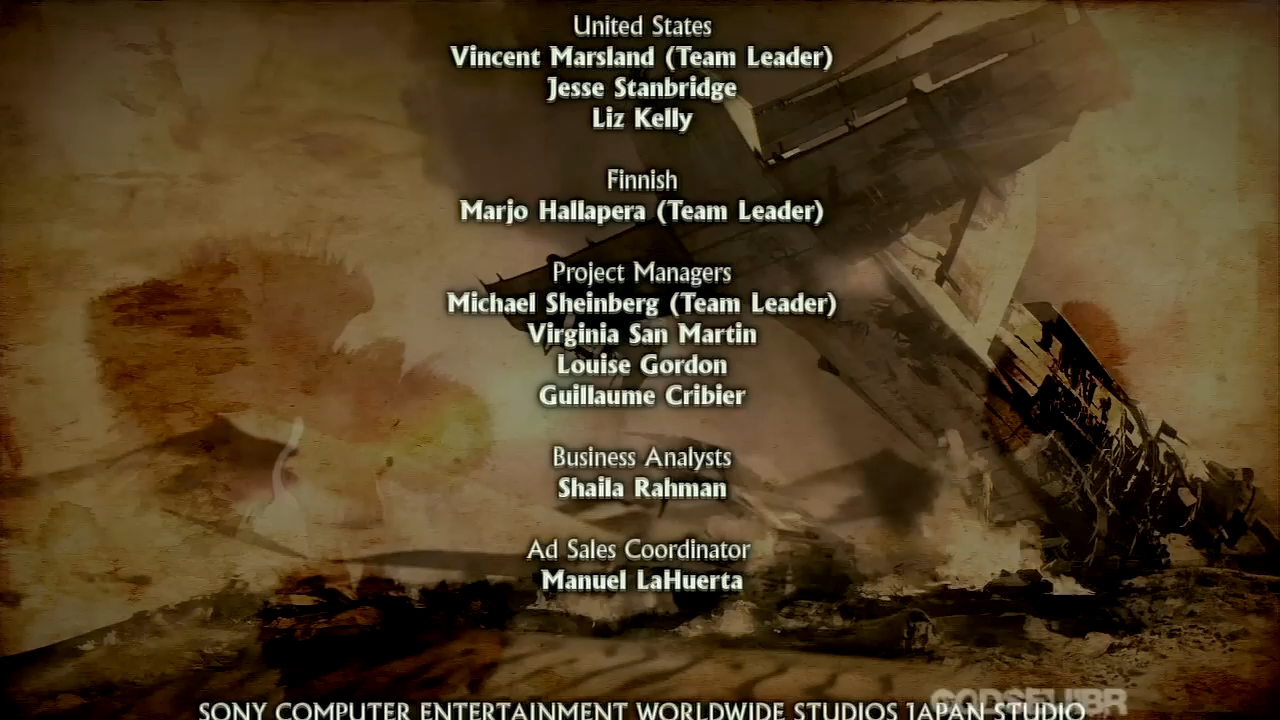 United States
Vincent Marsland (Team Leader)
Jesse Stanbridge
Liz Kelly
Finnish
Marjo Hallapera (Team Leader)
Project Managers
Michael Sheinberg (Team Leader)
Virginia San Martin
Louise Gordon
Guillaume Cribier
Business Analysts
Shaila Rahman
Ad Sales Coordinator
Manuel LaHuerta
SONY COMPUTER ENTERTAINMENT WORLDWIDE STUDIOS JAPAN STUDIO